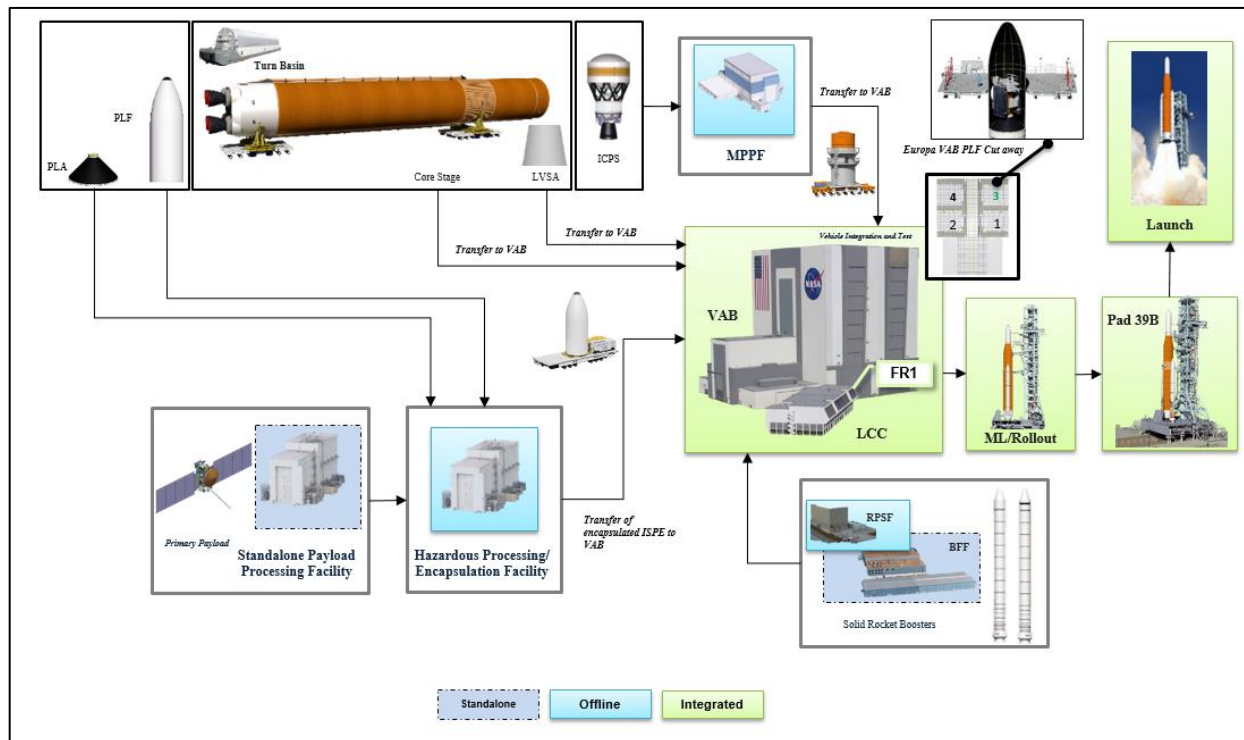 Turn Basin
PLF
PLA
Core Stage
LVSA
ICPS
MPPF
Transfer to VAB
Europa VAB PLF Cut away
4
3
2
1
Launch
Transfer to VAB
Transfer to VAB
Vehicle Integration and Test
NASA
VAB
FR1
LCC
ML/Rollout
Pad 39B
Primary Payload
Standalone Payload
Processing Facility
Hazardous Processing/
Encapsulation Facility
Transfer of
encapsulated ISPE to
VAB
RPSF
BFF
Solid Rocket Boosters
Standalone
Offline
Integrated